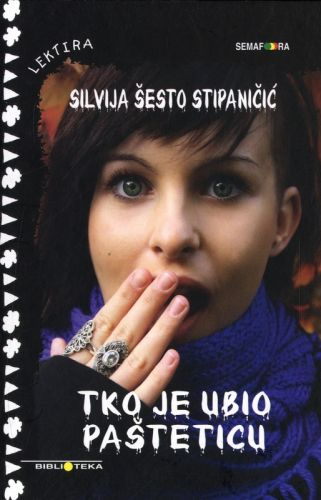 LEKTIRA
SEMAFORA
SILVIJA ŠESTO STIPANIČIĆ
TKO JE UBIO
PAŠTETICU
BIBLIOTEKA